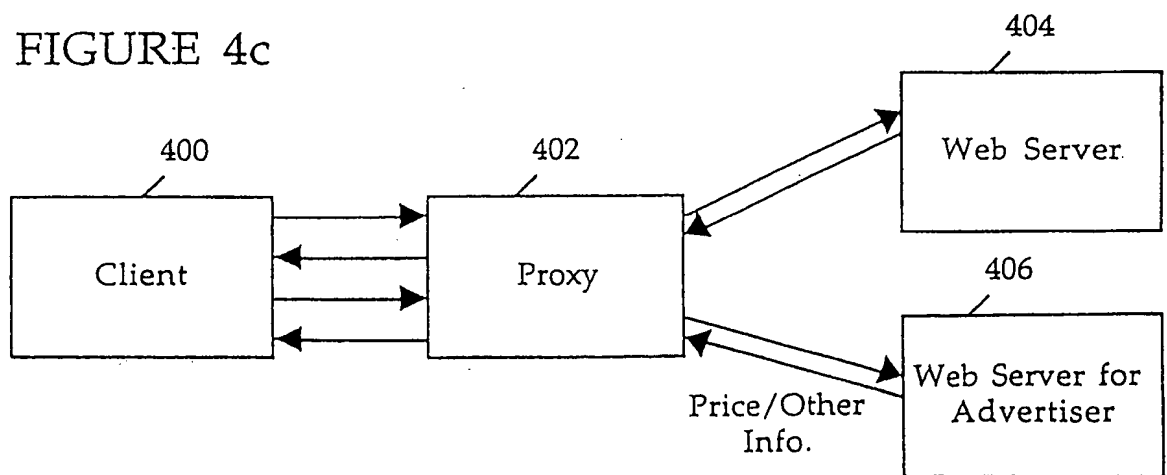 FIGURE 4c
404
400
402
Web Server
Client
Proxy
406
Web Server for
Advertiser
Price/Other
Info.